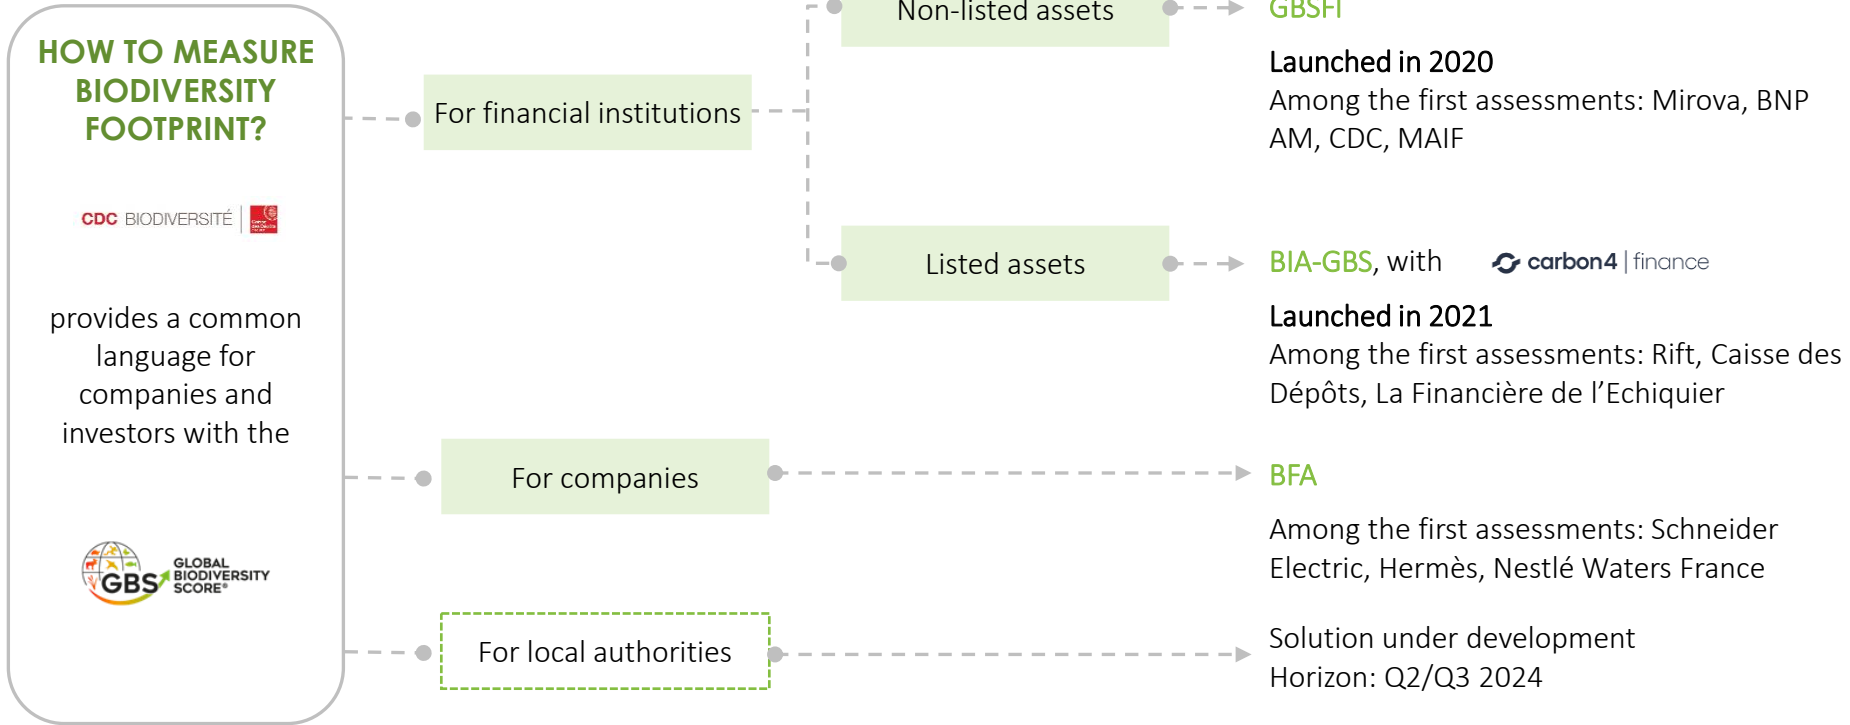 HOW TO MEASURE
BIODIVERSITY
FOOTPRINT?
CDC BIODIVERSITÉ
provides a common
language for
companies and
investors with the
GBS
GLOBAL
BIODIVERSITY
SCORE®
For financial institutions
Non-listed assets
GBSFI
Launched in 2020
Among the first assessments: Mirova, BNP
AM, CDC, MAIF
Listed assets
BIA-GBS, with carbon4 | finance
Launched in 2021
Among the first assessments: Rift, Caisse des
Dépôts, La Financière de l’Echiquier
For companies
BFA
Among the first assessments: Schneider
Electric, Hermès, Nestlé Waters France
For local authorities
Solution under development
Horizon: Q2/Q3 2024